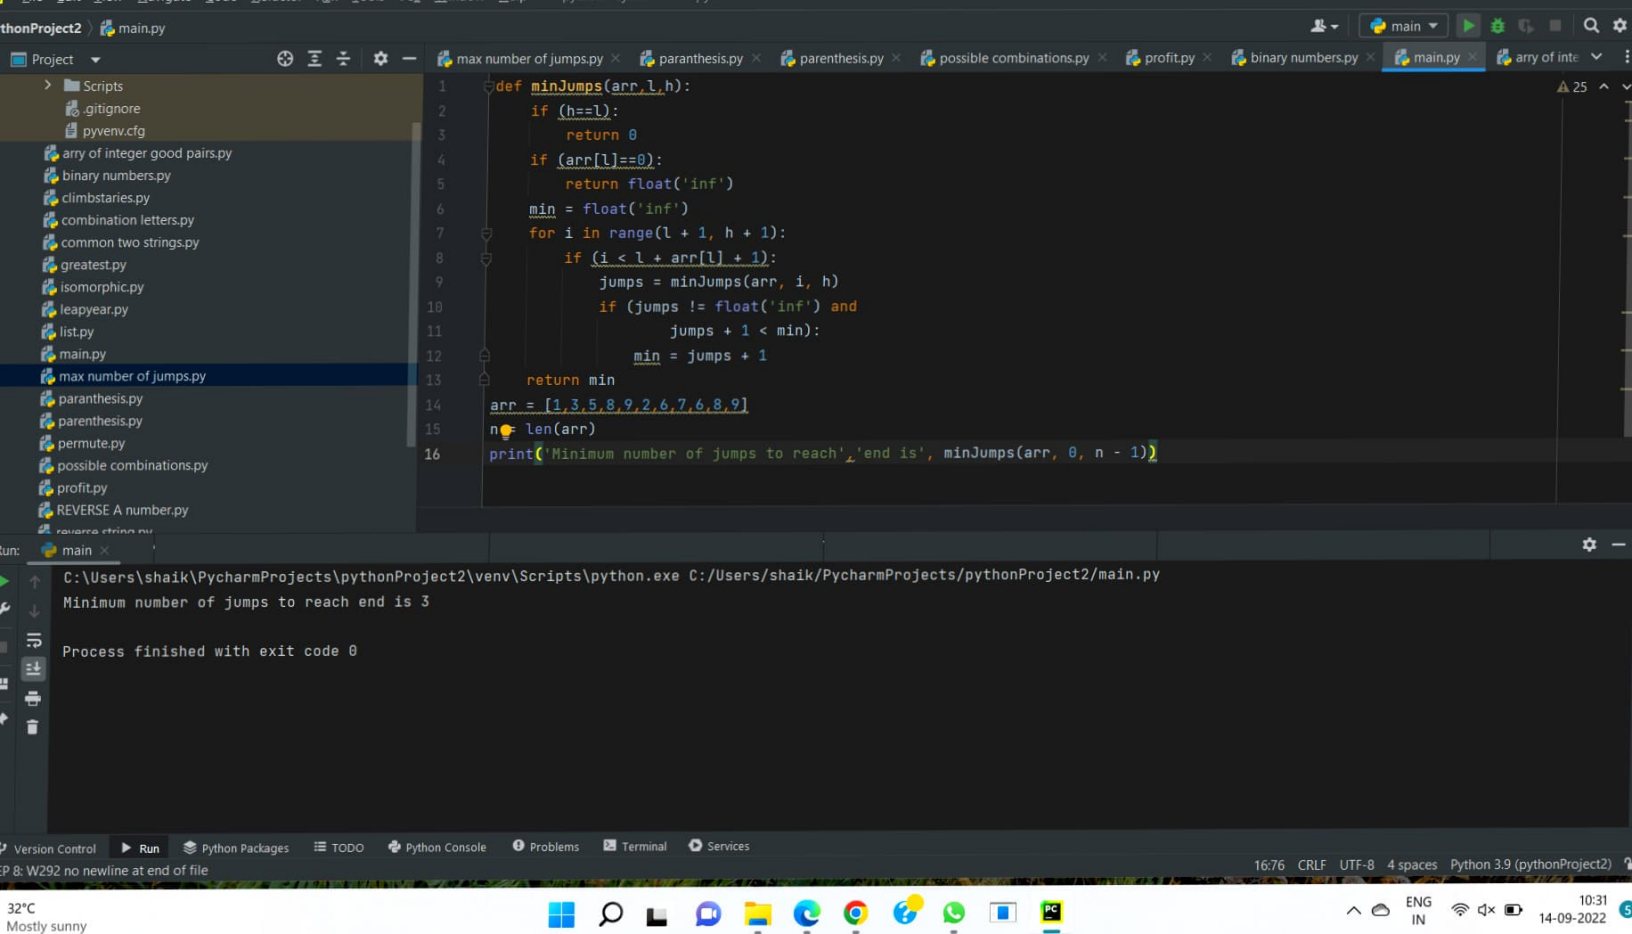 thonProject2 main.py
main
Project
max number of jumps.py
paranthesis.py
parenthesis.py
possible combinations.py
profit.py
binary numbers.py
main.py
arry of inte
Scripts
.gitignore
pyvenv.cfg
arry of integer good pairs.py
binary numbers.py
climbstaries.py
combination letters.py
common two strings.py
greatest.py
isomorphic.py
leapyear.py
list.py
main.py
max number of jumps.py
paranthesis.py
parenthesis.py
permute.py
possible combinations.py
profit.py
REVERSE A number.py
reverse string.py
25
1 def minJumps(arr,l,h):
2 if (h==l):
3 return 0
4 if (arr[l]==0):
5 return float('inf')
6 min = float('inf')
7 for i in range(l + 1, h + 1):
8 if (i < l + arr[l] + 1):
9 jumps = minJumps(arr, i, h)
10 if (jumps != float('inf') and
11 jumps + 1 < min):
12 min = jumps + 1
13 return min
14 arr = [1,3,5,8,9,2,6,7,6,8,9]
15 n = len(arr)
16 print('Minimum number of jumps to reach','end is', minJumps(arr, 0, n - 1))
un: main
C:\Users\shaik\PycharmProjects\pythonProject2\venv\Scripts\python.exe C:/Users/shaik/PycharmProjects/pythonProject2/main.py
Minimum number of jumps to reach end is 3
Process finished with exit code 0
Version Control Run Python Packages TODO Python Console Problems Terminal Services
EP 8: W292 no newline at end of file
16:76 CRLF UTF-8 4 spaces Python 3.9 (pythonProject2)
32°C
Mostly sunny
PC
ENG
IN
10:31
14-09-2022
5